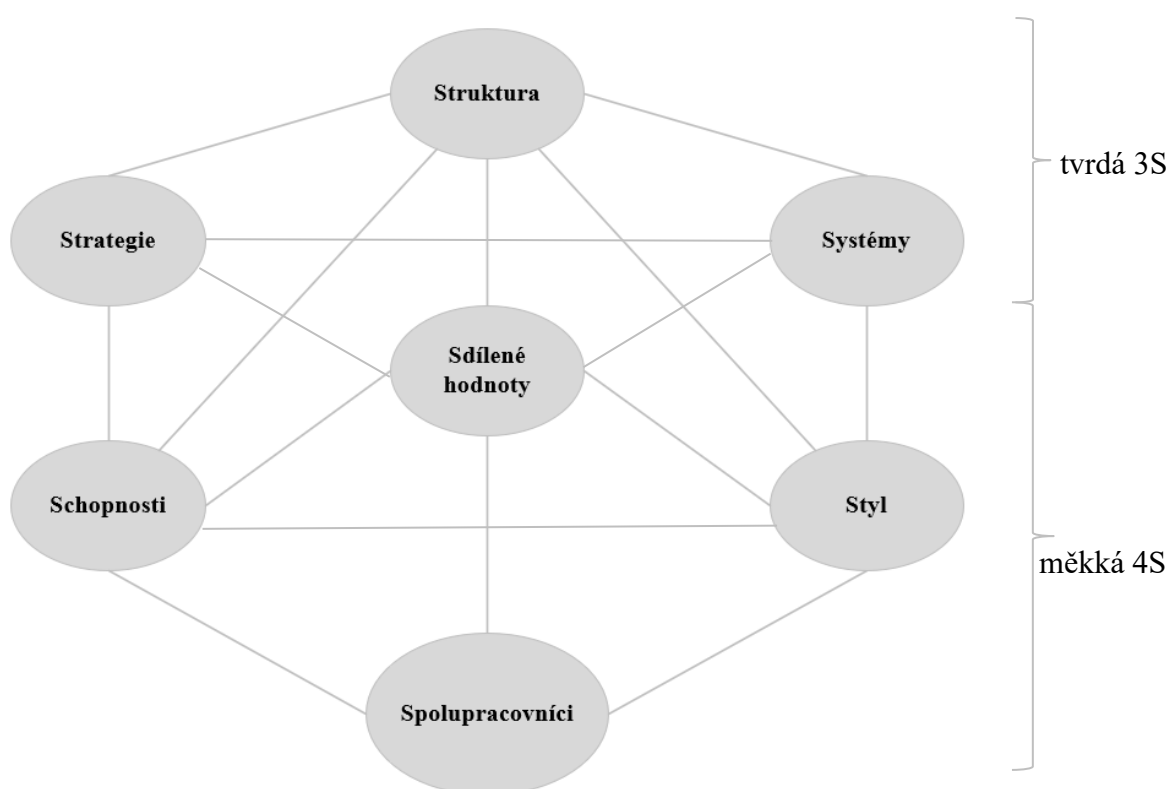 Struktura
tvrdá 3S
Strategie
Systémy
Sdílené
hodnoty
Schopnosti
Styl
měkká 4S
Spolupracovníci